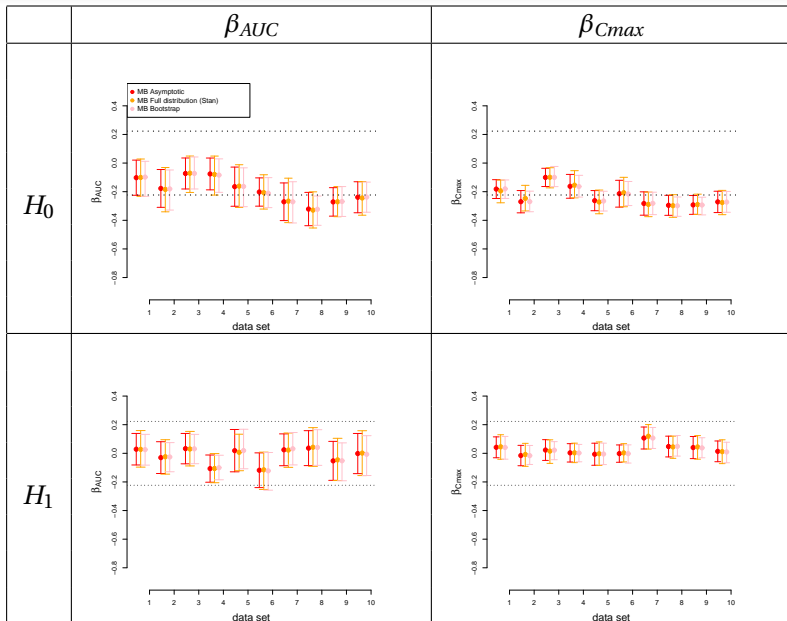 β_AUC β_Cmax
H_0
MB Asymptotic
MB Full distribution (Stan)
MB Bootstrap
β_AUC
0.4
0.2
0.0
−0.2
−0.4
−0.6
−0.8
1 2 3 4 5 6 7 8 9 10
data set
β_Cmax
0.4
0.2
0.0
−0.2
−0.4
−0.6
−0.8
1 2 3 4 5 6 7 8 9 10
data set
H_1
β_AUC
0.4
0.2
0.0
−0.2
−0.4
−0.6
−0.8
1 2 3 4 5 6 7 8 9 10
data set
β_Cmax
0.4
0.2
0.0
−0.2
−0.4
−0.6
−0.8
1 2 3 4 5 6 7 8 9 10
data set